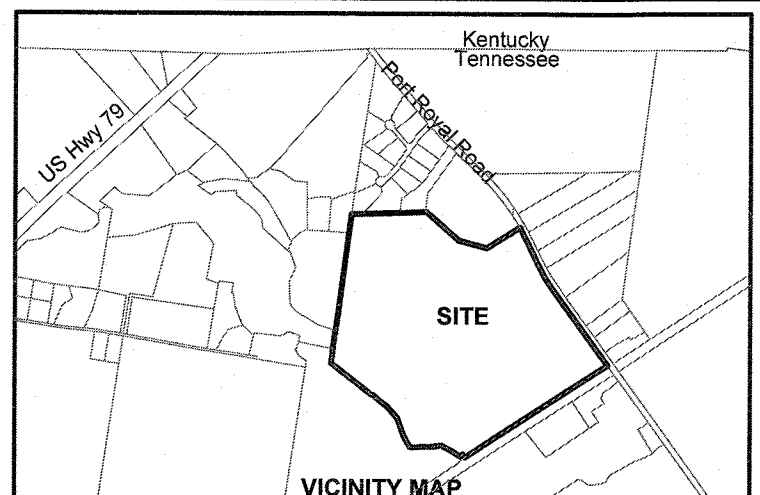 Kentucky
Tennessee
Port Royal Road
US Hwy 79
SITE
VICINITY MAP